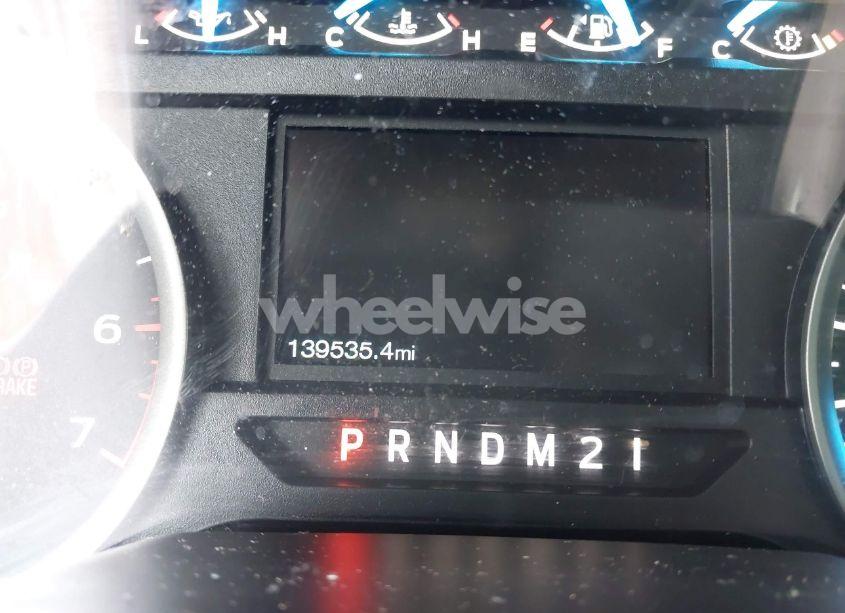 L H C H E F C
wheelwise
139535.4mi
6
BRAKE
7
P R N D M 2 1